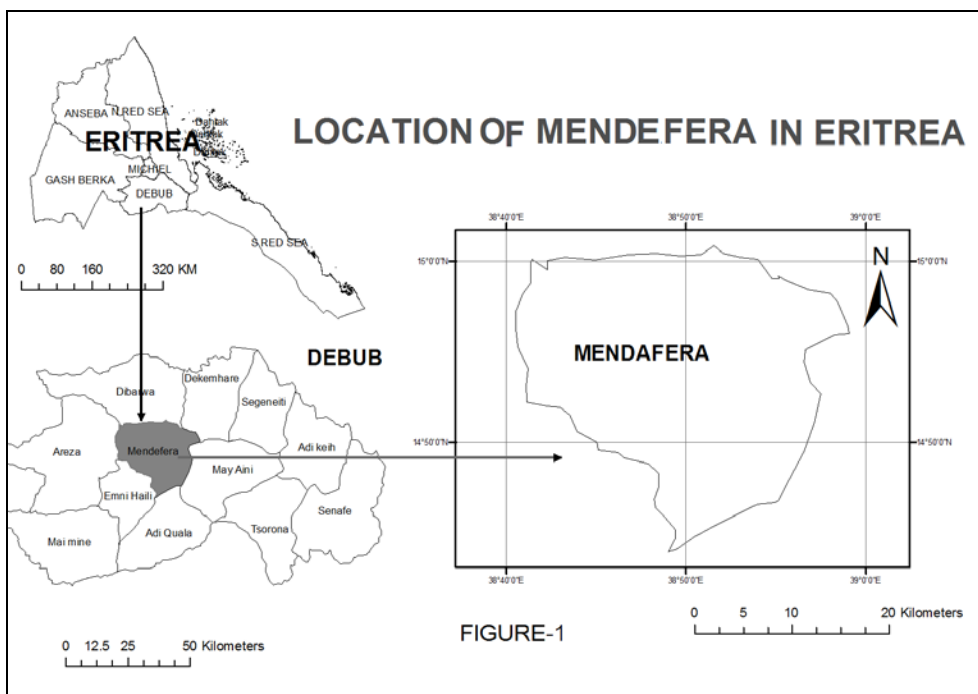 LOCATION OF MENDEFERA IN ERITREA
ANSEBA
N.RED SEA
Dahlak
ERITREA
MICHIEL
GASH BERKA
DEBUB
S RED SEA
0 80 160 320 KM
DEBUB
Dekemhare
Dibarwa
Segeneiti
Areza
Mendefera
Adi keih
May Aini
Emni Haili
Senafe
Adi Quala
Tsorona
Mai mine
0 12.5 25 50 Kilometers
38°40'0"E 38°50'0"E 39°0'0"E
15°0'0"N 15°0'0"N
N
MENDAFERA
14°50'0"N 14°50'0"N
38°40'0"E 38°50'0"E 39°0'0"E
0 5 10 20 Kilometers
FIGURE-1